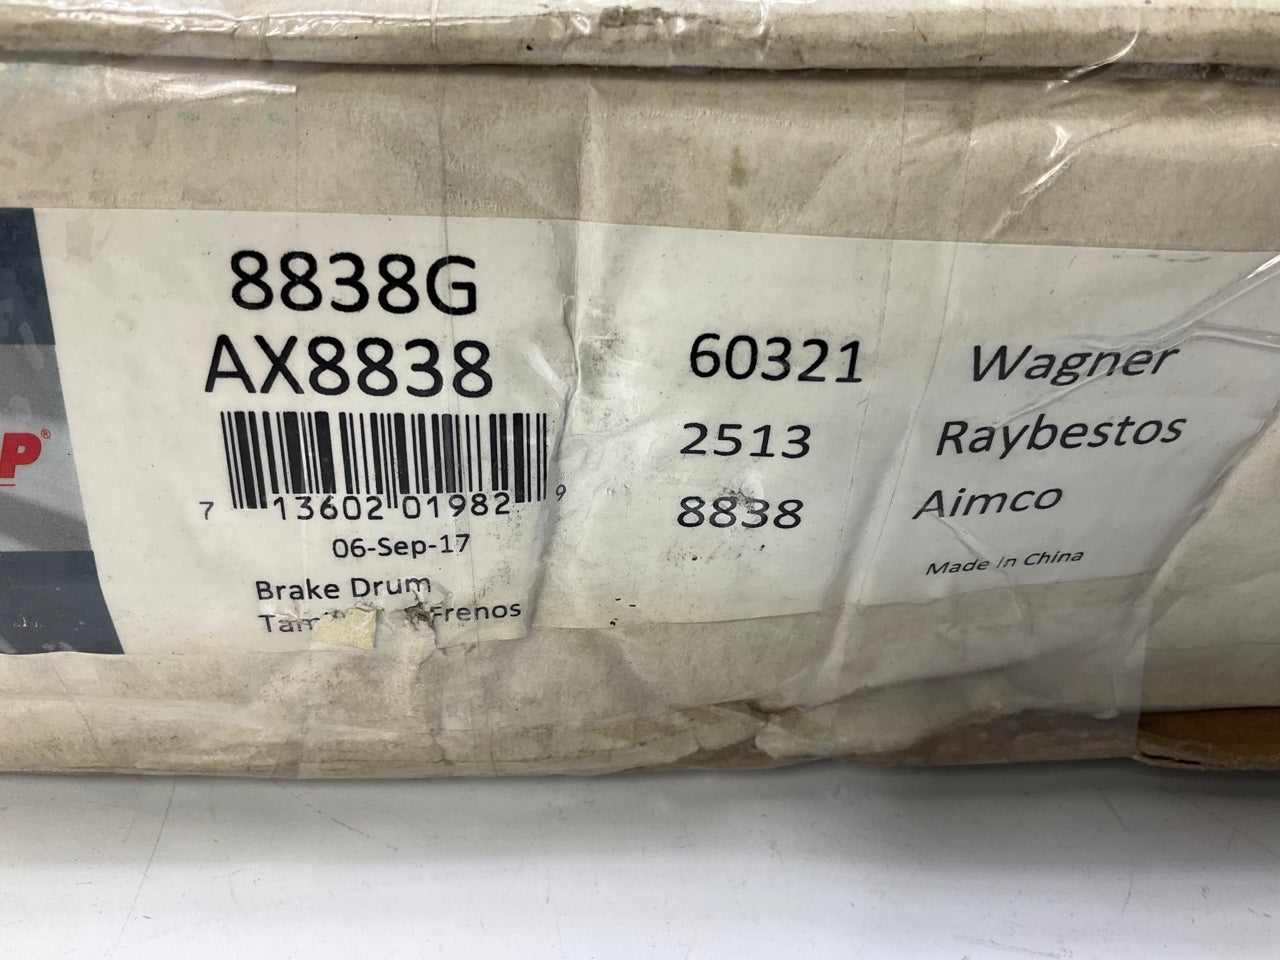 8838G
AX8838
7 13602 01982 9
06-Sep-17
Brake Drum
Frenos
60321 Wagner
2513 Raybestos
8838 Aimco
Made in China
P®